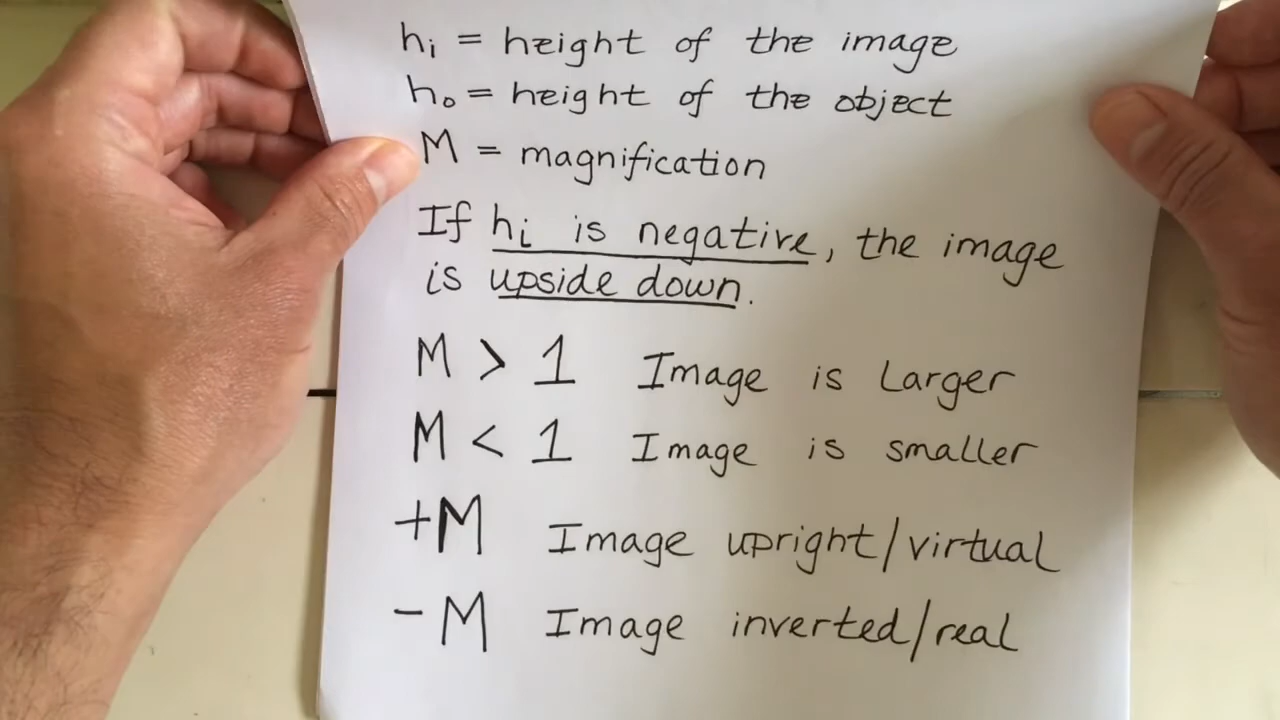 hi = height of the image
ho = height of the object
M = magnification
If hi is negative, the image
is upside down.
M > 1 Image is Larger
M < 1 Image is smaller
+M Image upright/virtual
-M Image inverted/real